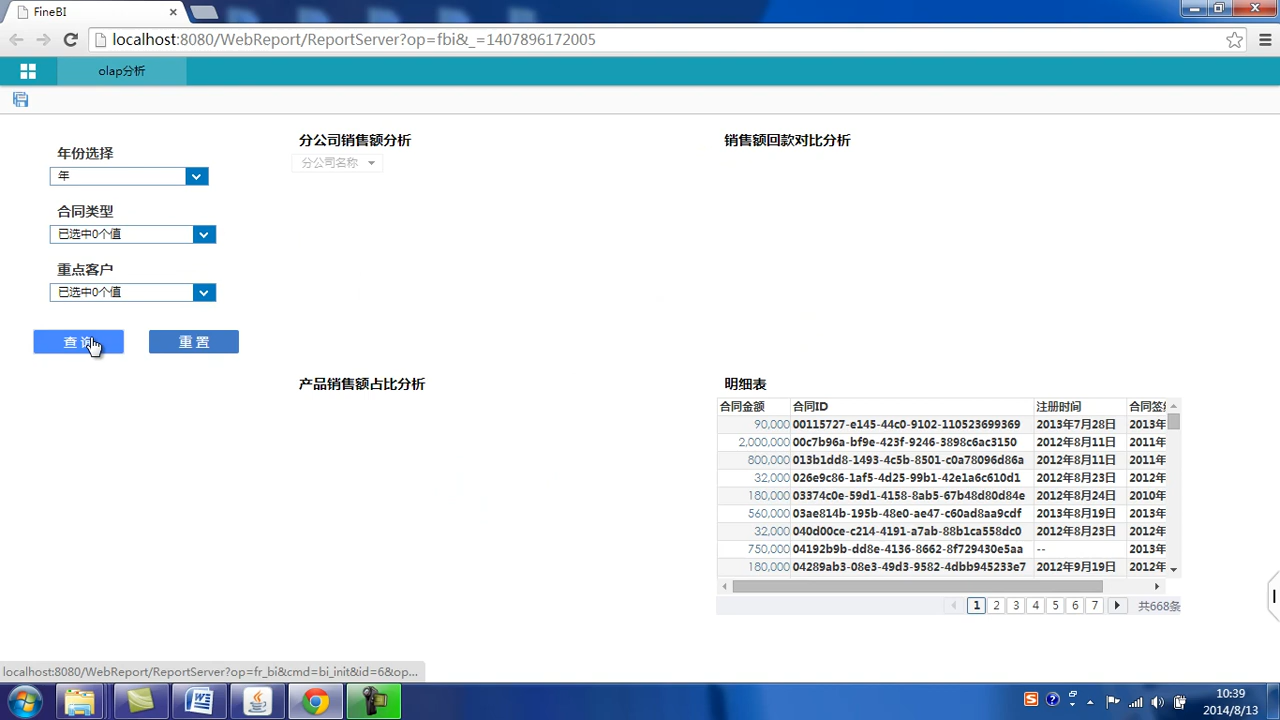 FineBI
localhost:8080/WebReport/ReportServer?op=fbi&_=1407896172005
olap分析
年份选择
年
合同类型
已选中0个值
重点客户
已选中0个值
重置
分公司销售额分析
分公司名称
销售额回款对比分析
产品销售额占比分析
明细表
合同金额 合同ID 注册时间
90,000 00115727-e145-44c0-9102-110523699369 2013年7月28日 2013年
2,000,000 00c7b96a-bf9e-423f-9246-3898c6ac3150 2012年8月11日 2011年
800,000 013b1dd8-1493-4c5b-8501-c0a78096d86a 2012年8月11日 2011年
32,000 026e9c86-1af5-4d25-99b1-42e1a6c610d1 2012年8月23日 2012年
180,000 03374c0e-59d1-4158-8ab5-67b48d80d84e 2012年8月24日 2010年
560,000 03ae814b-195b-48e0-ae47-c60ad8aa9cdf 2013年8月19日 2013年
32,000 040d00ce-c214-4191-a7ab-88b1ca558dc0 2012年8月23日 2012年
750,000 04192b9b-dd8e-4136-8662-8f729430e5aa -- 2013年
180,000 04289ab3-08e3-49d3-9582-4dbb945233e7 2012年9月19日 2012年
1 2 3 4 5 6 7 共668条
localhost:8080/WebReport/ReportServer?op=fr_bi&cmd=bi_init&id=6&op...
10:39
2014/8/13